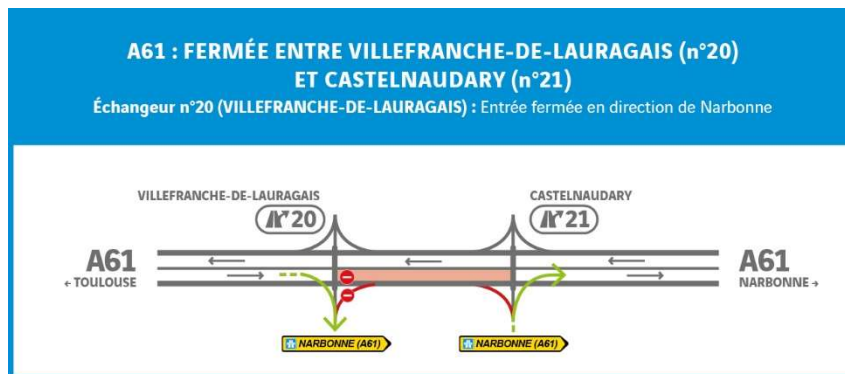 A61 : FERMÉE ENTRE VILLEFRANCHE-DE-LAURAGAIS (n°20)
ET CASTELNAUDARY (n°21)
Échangeur n°20 (VILLEFRANCHE-DE-LAURAGAIS) : Entrée fermée en direction de Narbonne
VILLEFRANCHE-DE-LAURAGAIS
20
CASTELNAUDARY
21
A61
← TOULOUSE
A61
NARBONNE →
NARBONNE (A61)
NARBONNE (A61)